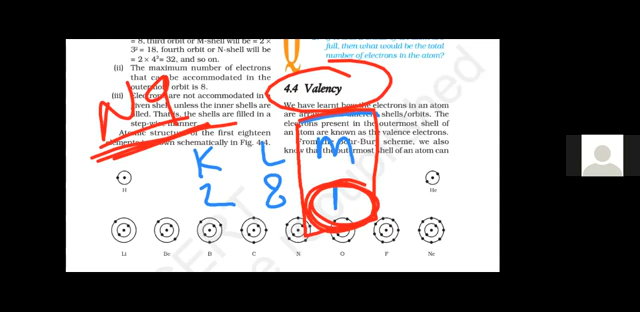 = 8, third orbit or M-shell will be = 2 ×
3² = 18, fourth orbit or N-shell will be
= 2 × 4² = 32, and so on.
(ii) The maximum number of electrons
that can be accommodated in the
outermost orbit is 8.
(iii) Electrons are not accommodated in a
given shell, unless the inner shells are
filled. That is, the shells are filled in a
step-wise manner.
Atomic structure of the first eighteen
elements is shown schematically in Fig. 4.4.
full, then what would be the total
number of electrons in the atom?
4.4 Valency
We have learnt how the electrons in an atom
are arranged in different shells/orbits. The
electrons present in the outermost shell of
an atom are known as the valence electrons.
From the Bohr-Bury scheme, we also
know that the outermost shell of an atom can
Na
K L M
2 8 1
H He
Li Be B C N O F Ne